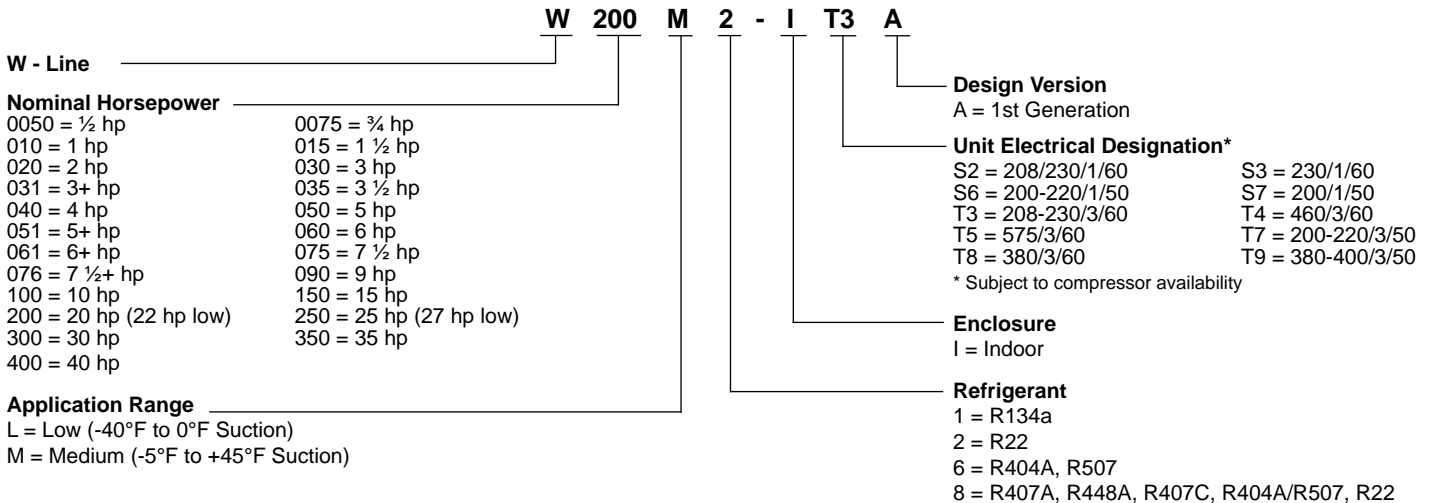 W 200 M 2 - I T3 A
W - Line
Nominal Horsepower
0050 = ½ hp 0075 = ¾ hp
010 = 1 hp 015 = 1 ½ hp
020 = 2 hp 030 = 3 hp
031 = 3+ hp 035 = 3 ½ hp
040 = 4 hp 050 = 5 hp
051 = 5+ hp 060 = 6 hp
061 = 6+ hp 075 = 7 ½ hp
076 = 7 ½+ hp 090 = 9 hp
100 = 10 hp 150 = 15 hp
200 = 20 hp (22 hp low) 250 = 25 hp (27 hp low)
300 = 30 hp 350 = 35 hp
400 = 40 hp
Application Range
L = Low (-40°F to 0°F Suction)
M = Medium (-5°F to +45°F Suction)
Design Version
A = 1st Generation
Unit Electrical Designation*
S2 = 208/230/1/60 S3 = 230/1/60
S6 = 200-220/1/50 S7 = 200/1/50
T3 = 208-230/3/60 T4 = 460/3/60
T5 = 575/3/60 T7 = 200-220/3/50
T8 = 380/3/60 T9 = 380-400/3/50
* Subject to compressor availability
Enclosure
I = Indoor
Refrigerant
1 = R134a
2 = R22
6 = R404A, R507
8 = R407A, R448A, R407C, R404A/R507, R22